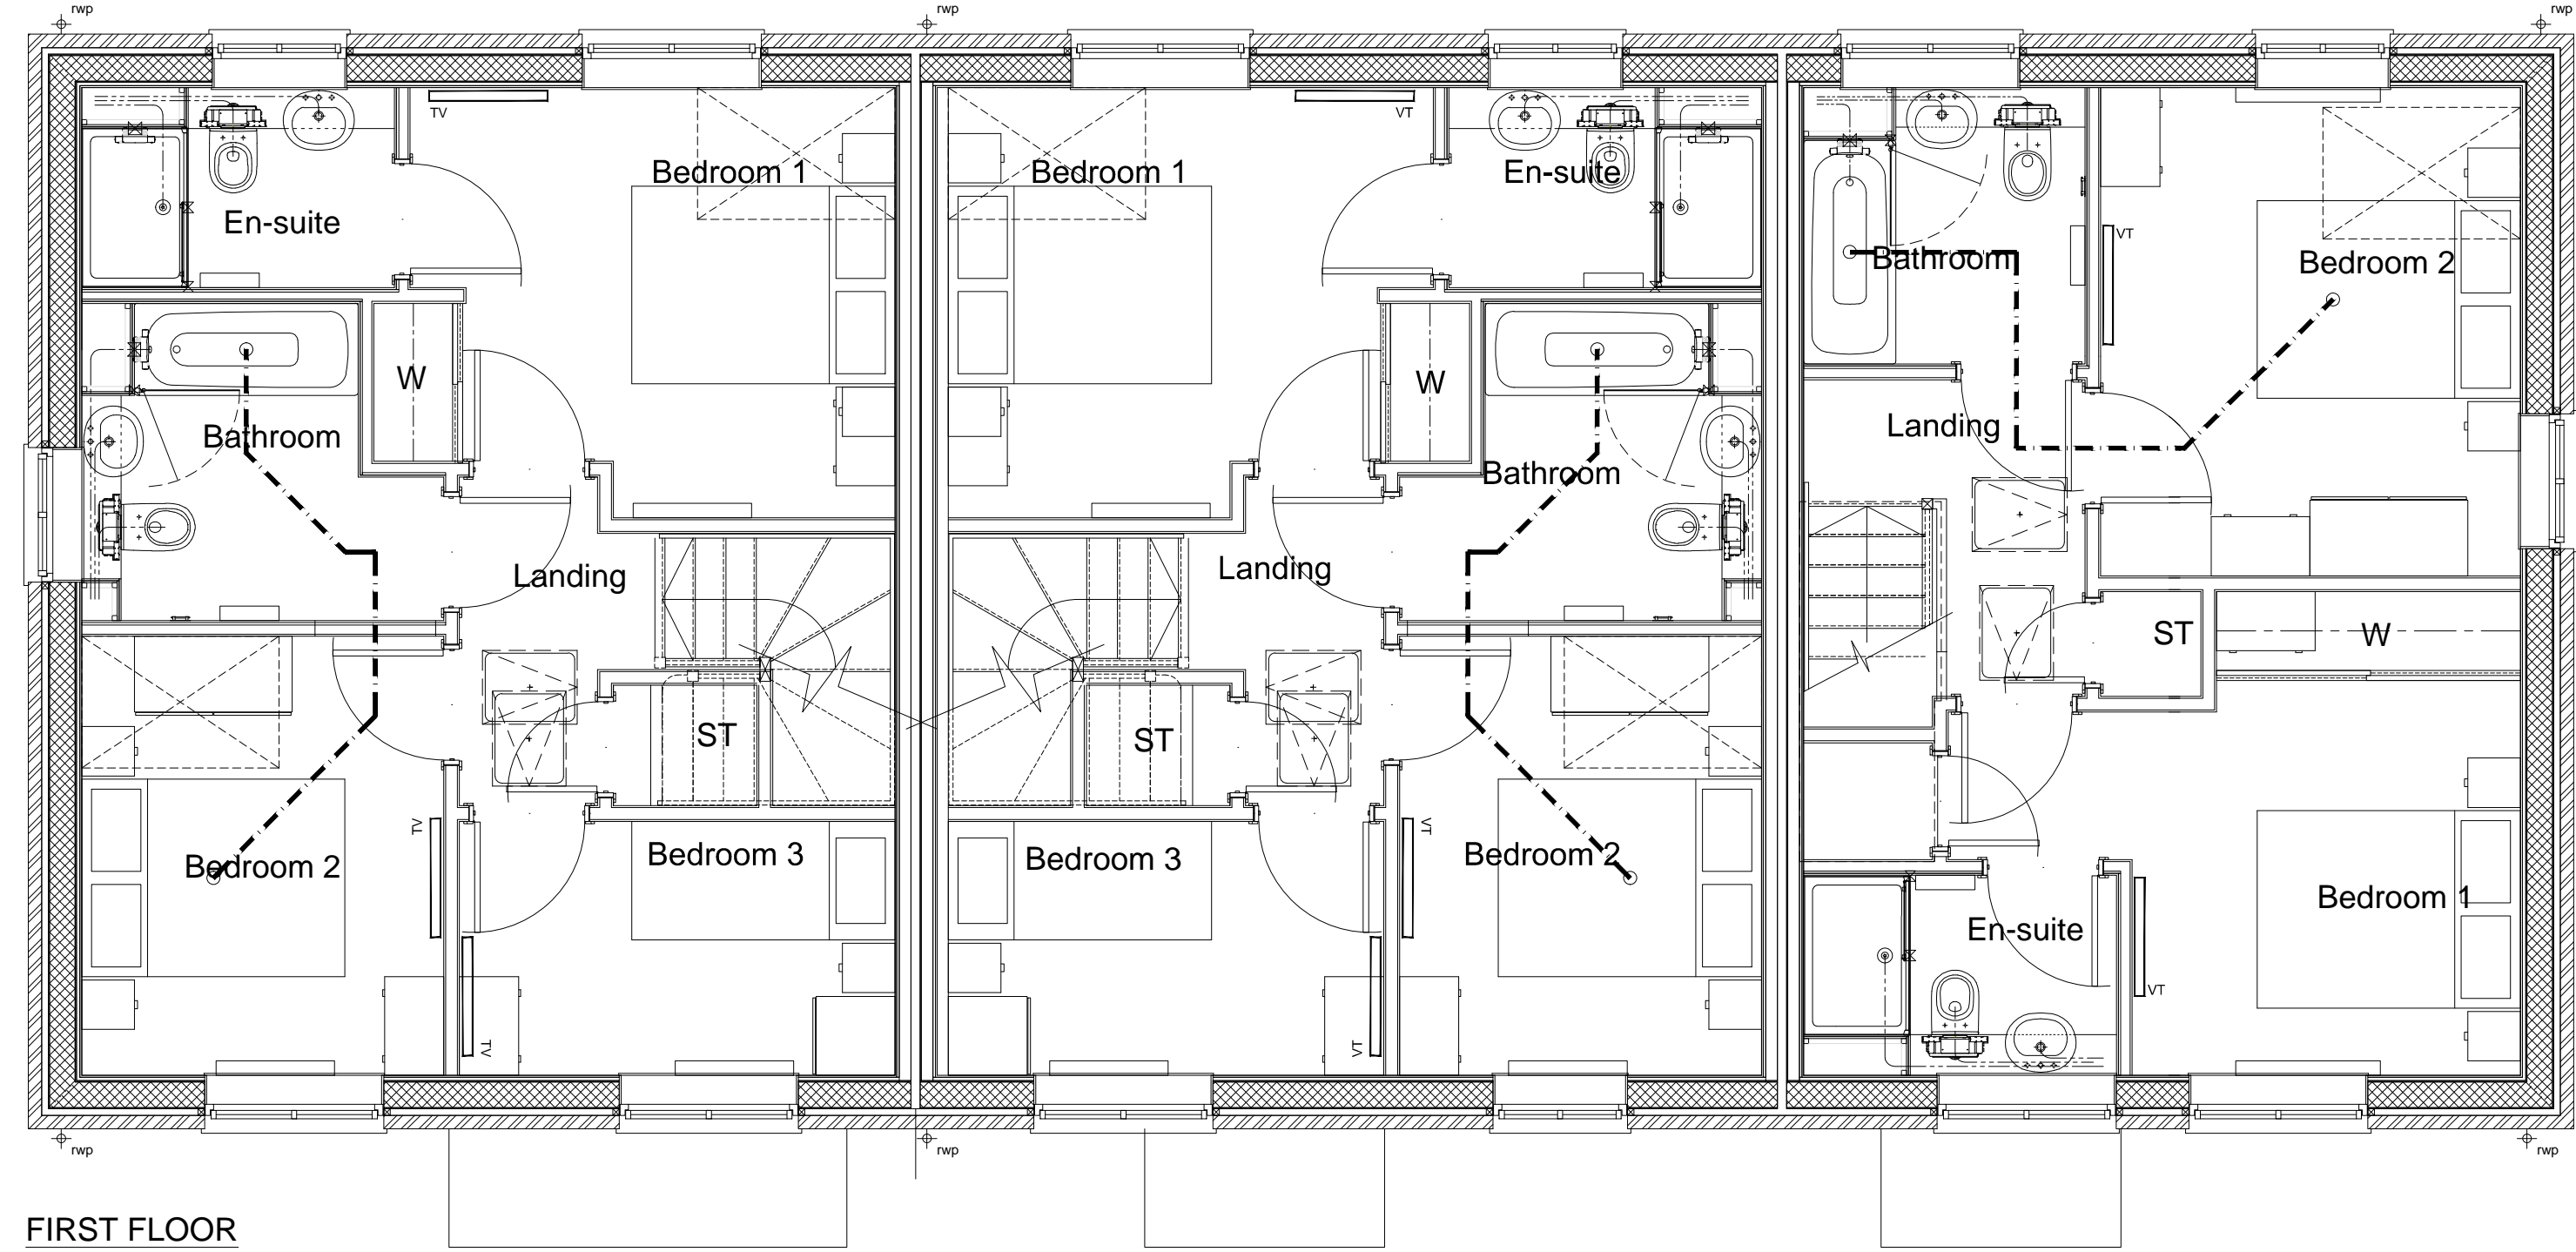 rwp
rwp
rwp
TV
VT
Bedroom 1
Bedroom 1
En-suite
En-suite
VT
Bathroom
Bedroom 2
W
W
Bathroom
Bathroom
Landing
Landing
Landing
ST
W
ST
ST
TV
VT
Bedroom 2
Bedroom 3
Bedroom 3
Bedroom 2
Bedroom 1
En-suite
VT
TV
VT
rwp
rwp
rwp
FIRST FLOOR